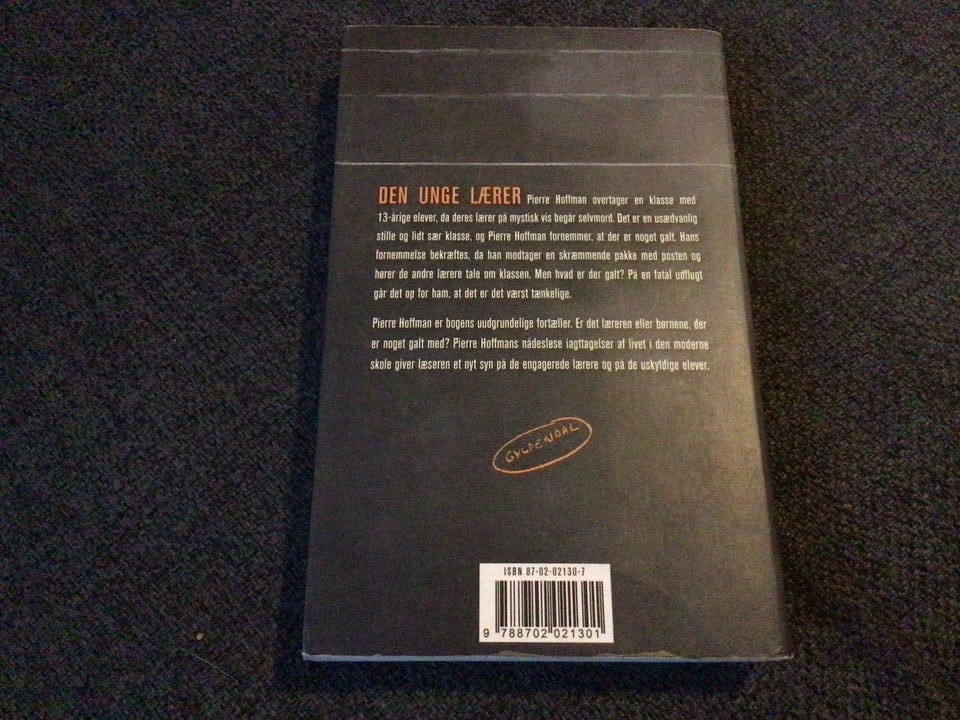 DEN UNGE LÆRER Pierre Hoffman overtager en klasse med
13-årige elever, da deres lærer på mystisk vis begår selvmord. Det er en usædvanlig
stille og lidt sær klasse, og Pierre Hoffman fornemmer, at der er noget galt. Hans
fornemmelse bekræftes, da han modtager en skræmmende pakke med posten og
hører de andre lærere tale om klassen. Men hvad er der galt? På en fatal udflugt
går det op for ham, at det er det værst tænkelige.
Pierre Hoffman er bogens uudgrundelige fortæller. Er det læreren eller børnene, der
er noget galt med? Pierre Hoffmans nådesløse iagttagelser af livet i den moderne
skole giver læseren et nyt syn på de engagerede lærere og på de uskyldige elever.
GYLDENDAL
ISBN 87-02-02130-7
9 788702 021301